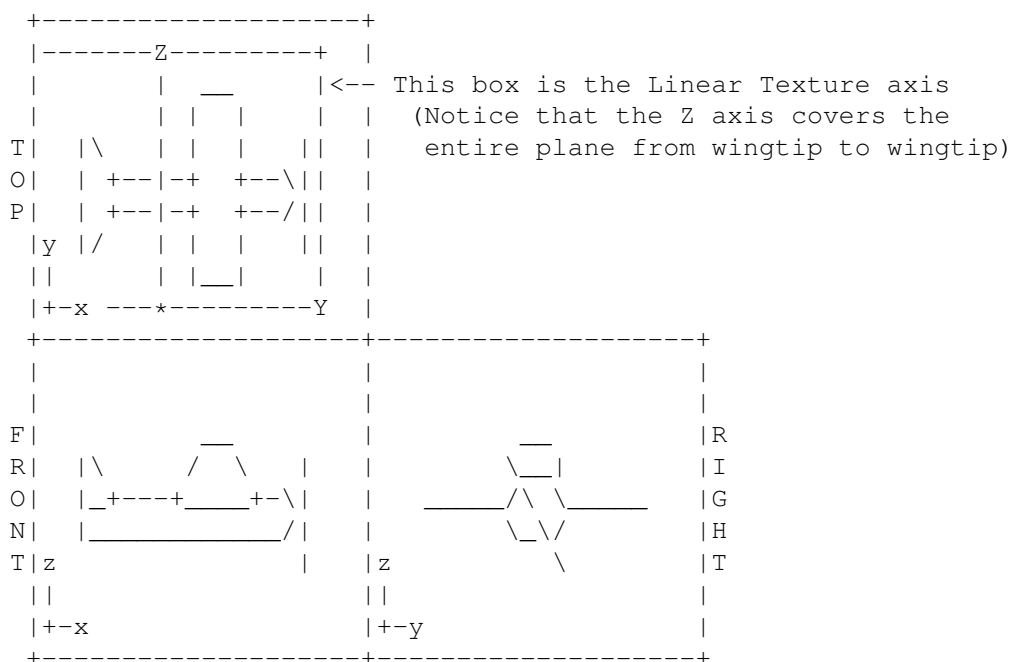 Z
<-- This box is the Linear Texture axis
(Notice that the Z axis covers the
entire plane from wingtip to wingtip)
TOP
y
x
Y
FRONT
z
x
RIGHT
z
y